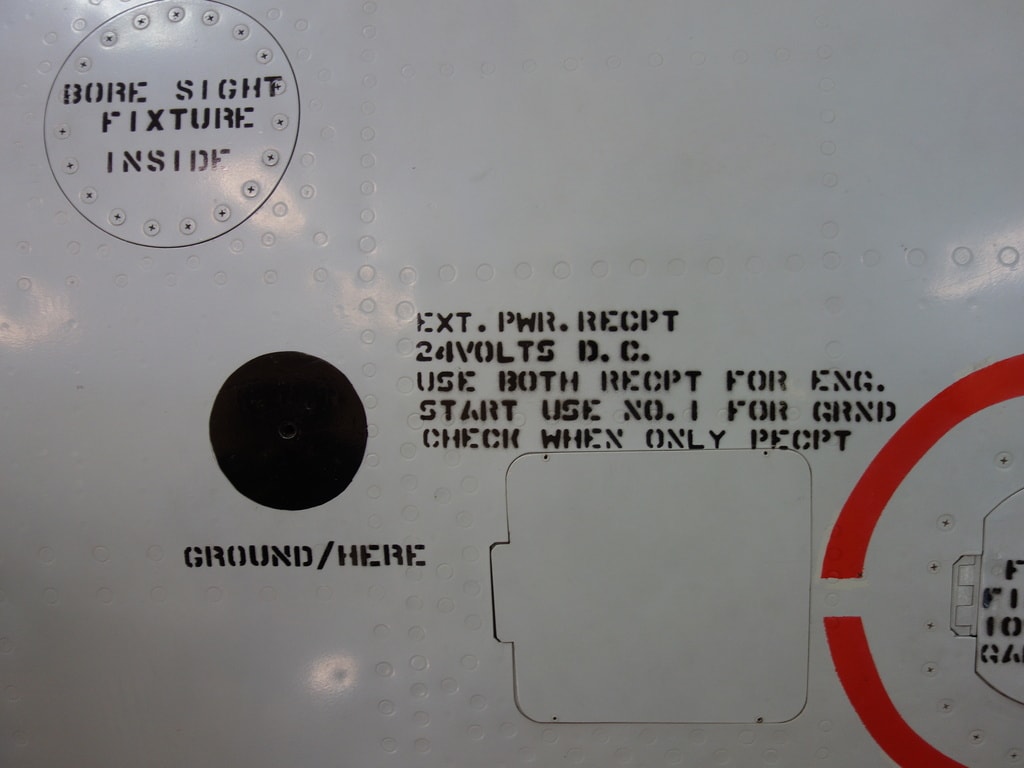 BORE SIGHT
FIXTURE
INSIDE
EXT. PWR. RECPT
24VOLTS D.C.
USE BOTH RECPT FOR ENG.
START USE NO.1 FOR GRND
CHECK WHEN ONLY RECPT
GROUND/HERE